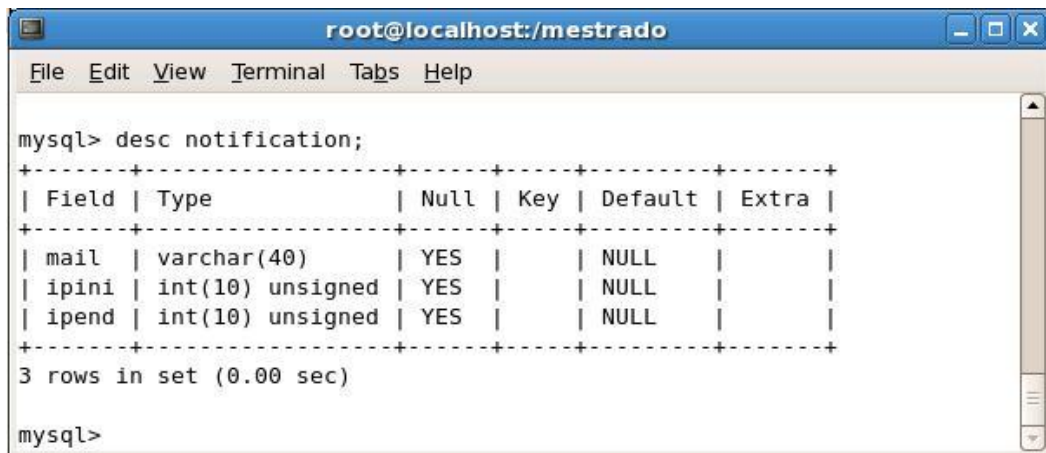 root@localhost:/mestrado
File Edit View Terminal Tabs Help
mysql> desc notification;
+-------+------------------+------+-----+---------+-------+
| Field | Type             | Null | Key | Default | Extra |
+-------+------------------+------+-----+---------+-------+
| mail  | varchar(40)      | YES  |     | NULL    |       |
| ipini | int(10) unsigned | YES  |     | NULL    |       |
| ipend | int(10) unsigned | YES  |     | NULL    |       |
+-------+------------------+------+-----+---------+-------+
3 rows in set (0.00 sec)
mysql>